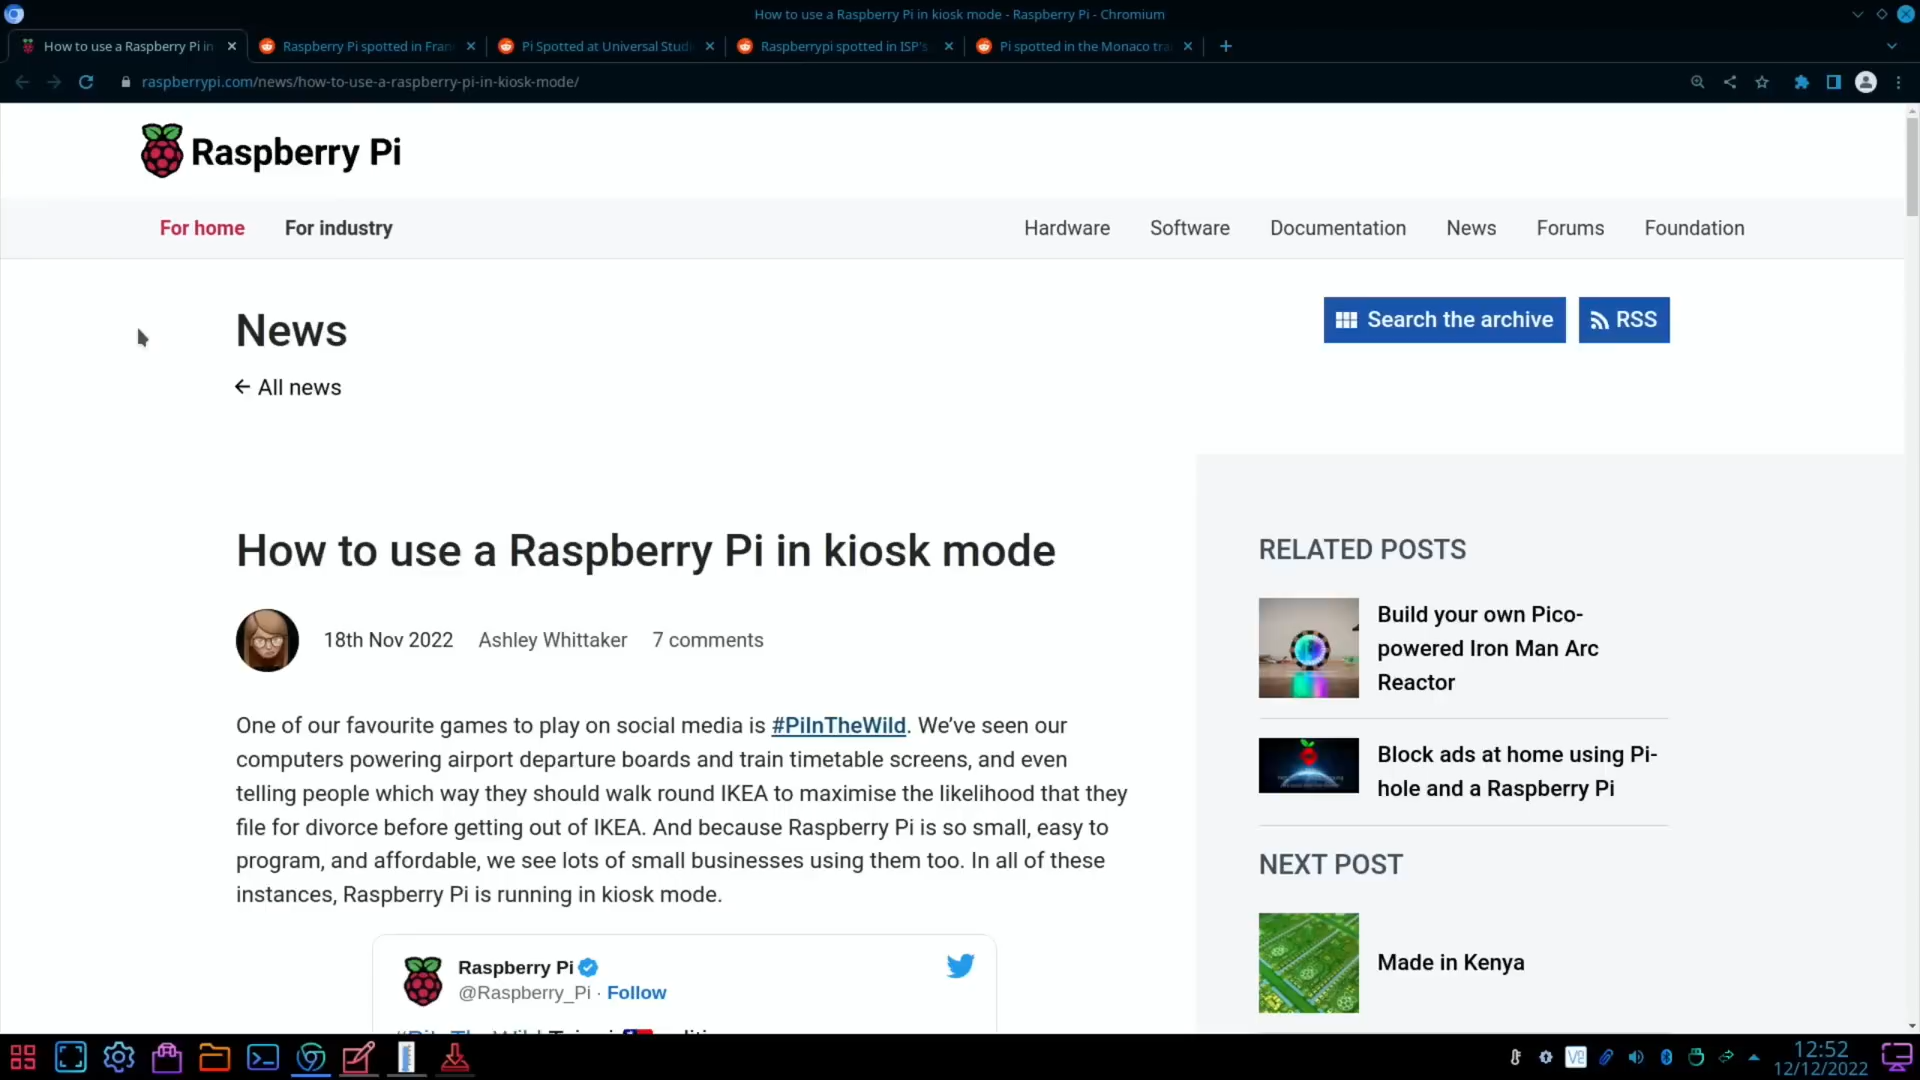 How to use a Raspberry Pi in kiosk mode - Raspberry Pi - Chromium
How to use a Raspberry Pi in
Raspberry Pi spotted in Fran
Pi Spotted at Universal Studi
Raspberrypi spotted in ISP's
Pi spotted in the Monaco tra
raspberrypi.com/news/how-to-use-a-raspberry-pi-in-kiosk-mode/
Raspberry Pi
For home For industry Hardware Software Documentation News Forums Foundation
News
Search the archive RSS
← All news
How to use a Raspberry Pi in kiosk mode
18th Nov 2022 Ashley Whittaker 7 comments
One of our favourite games to play on social media is #PiInTheWild. We’ve seen our
computers powering airport departure boards and train timetable screens, and even
telling people which way they should walk round IKEA to maximise the likelihood that they
file for divorce before getting out of IKEA. And because Raspberry Pi is so small, easy to
program, and affordable, we see lots of small businesses using them too. In all of these
instances, Raspberry Pi is running in kiosk mode.
Raspberry Pi
@Raspberry_Pi · Follow
RELATED POSTS
Build your own Pico-
powered Iron Man Arc
Reactor
Block ads at home using Pi-
hole and a Raspberry Pi
NEXT POST
Made in Kenya
12:52
12/12/2022